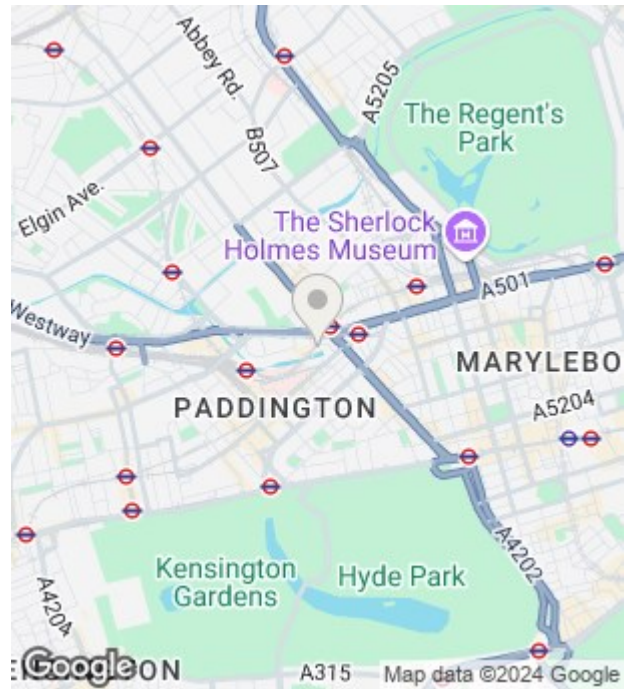 Abbey Rd.
A5205
B507
The Regent's
Park
Elgin Ave.
The Sherlock
Holmes Museum
A501
Westway
MARYLEBO
PADDINGTON
A5204
A4202
Kensington
Gardens
Hyde Park
A4204
Google
ON
A315
Map data ©2024 Google